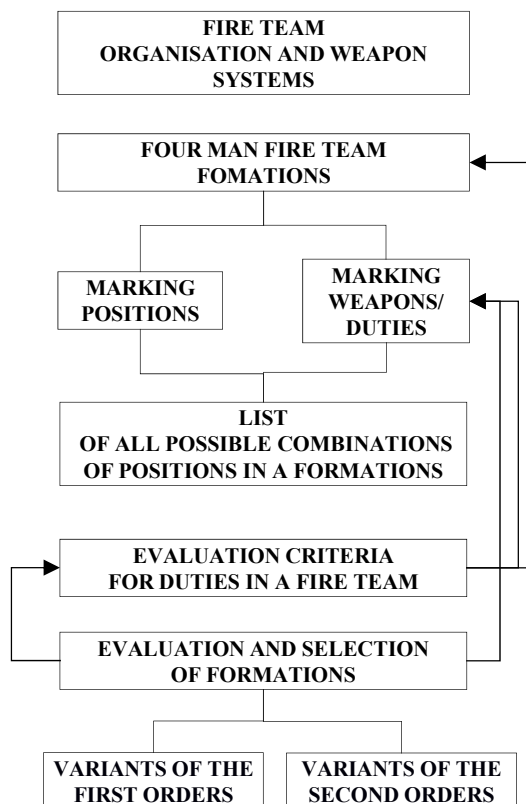 FIRE TEAM
ORGANISATION AND WEAPON
SYSTEMS
FOUR MAN FIRE TEAM
FOMATIONS
MARKING
POSITIONS
MARKING
WEAPONS/
DUTIES
LIST
OF ALL POSSIBLE COMBINATIONS
OF POSITIONS IN A FORMATIONS
EVALUATION CRITERIA
FOR DUTIES IN A FIRE TEAM
EVALUATION AND SELECTION
OF FORMATIONS
VARIANTS OF THE
FIRST ORDERS
VARIANTS OF THE
SECOND ORDERS